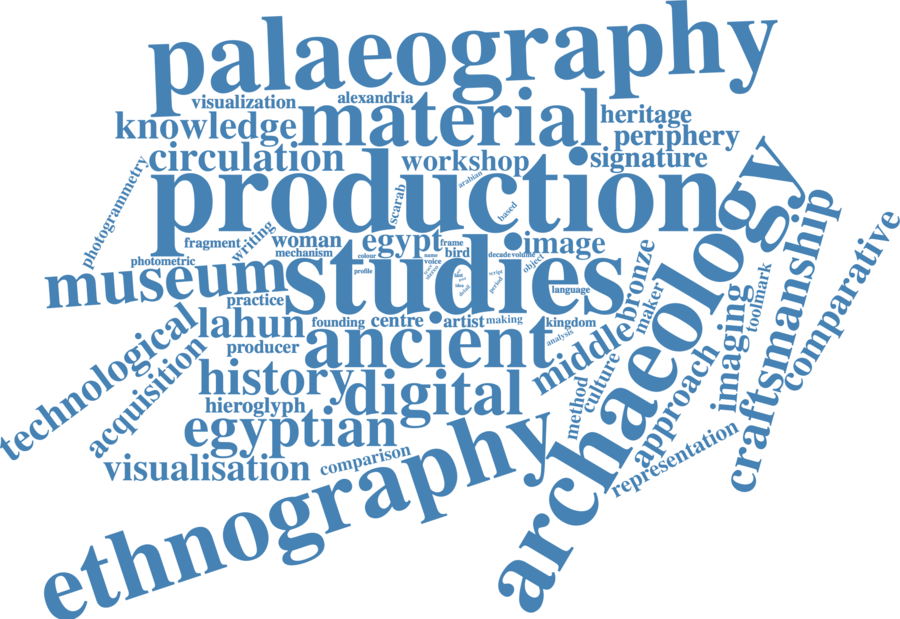 palaeography
visualization
alexandria
material
heritage
knowledge
periphery
circulation
workshop
signature
photogrammetry
production
arabian
scarab
based
writing
fragment
woman
egypt
frame
image
mechanism
colour
name
bird
decade
volume
photometric
voice
object
profile
museum
studies
script
period
language
practice
bronze
maker
toolmark
archaeology
craftsmanship
comparative
imaging
lahun
founding
centre
artist
making
kingdom
analysis
technological
acquisition
producer
ancient
middle
history
digital
method
culture
approach
hieroglyph
egyptian
representation
visualisation
comparison
ethnography